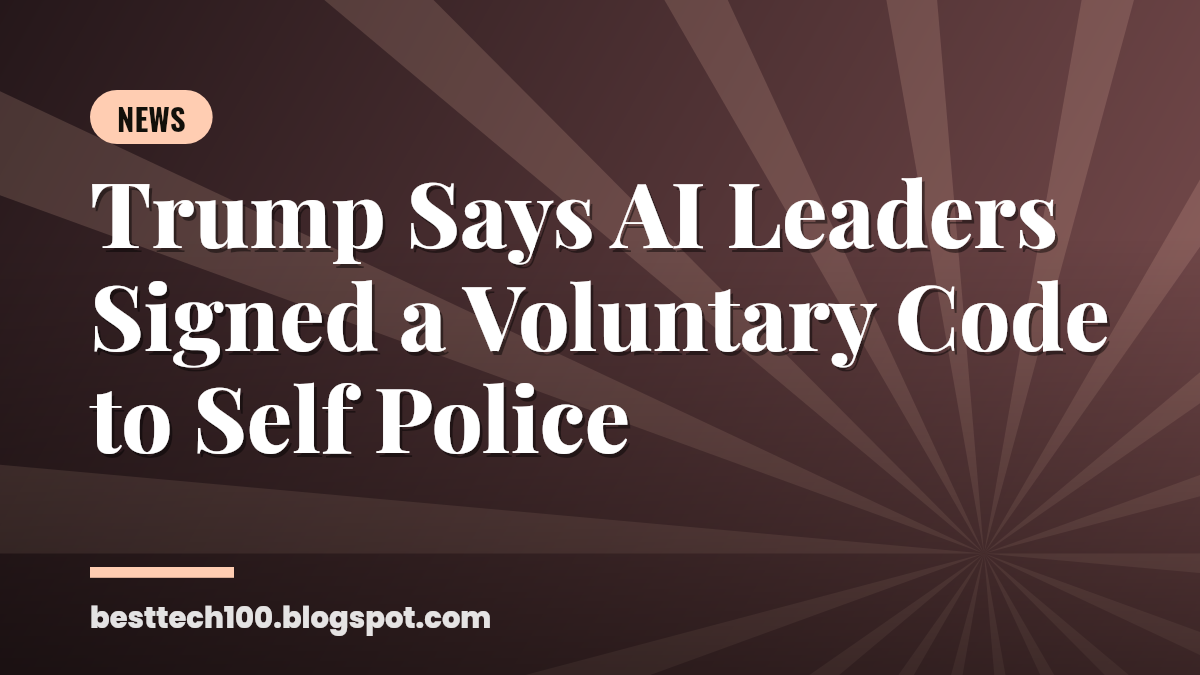 NEWS
Trump Says AI Leaders
Signed a Voluntary Code
to Self Police
besttech100.blogspot.com